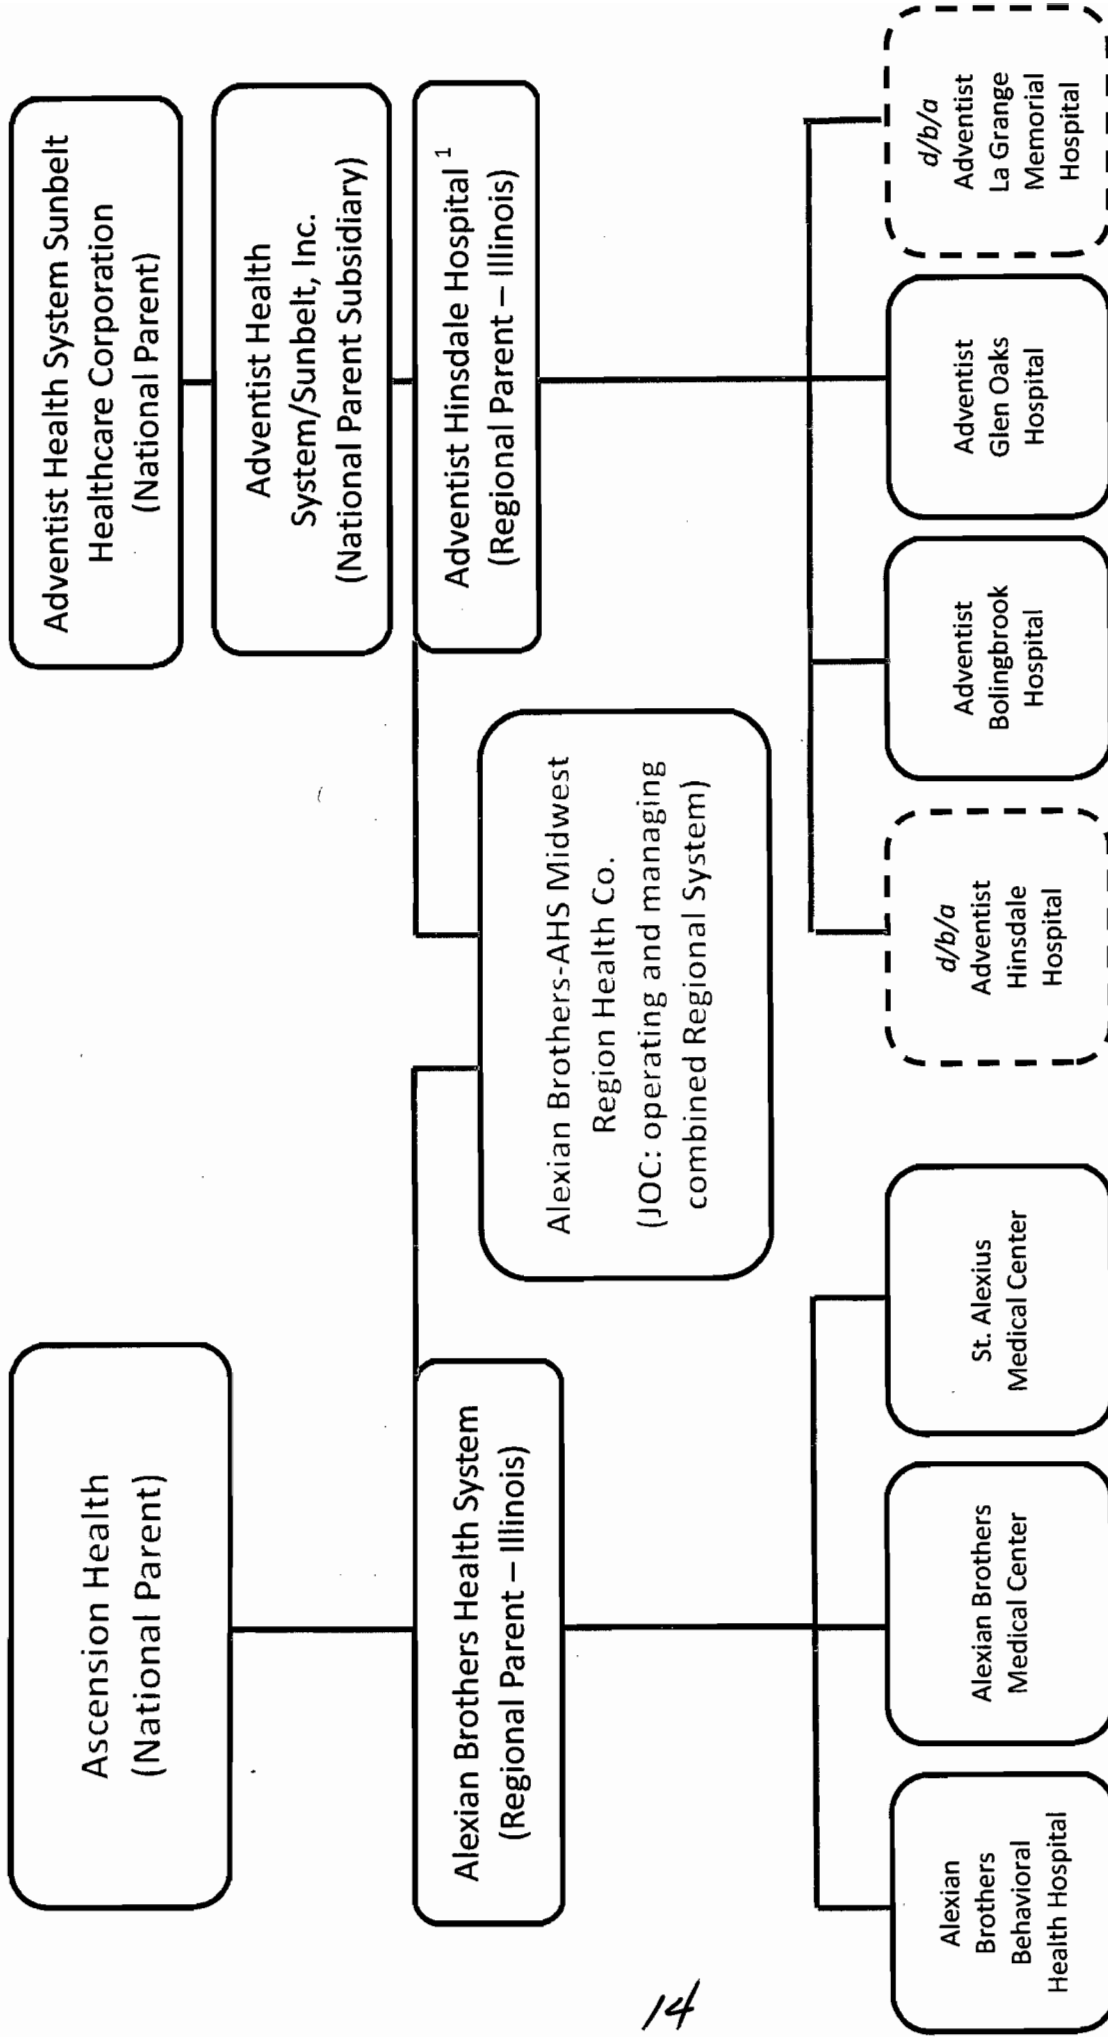 Ascension Health
(National Parent)
Adventist Health System Sunbelt
Healthcare Corporation
(National Parent)
Adventist Health
System/Sunbelt, Inc.
(National Parent Subsidiary)
Alexian Brothers Health System
(Regional Parent – Illinois)
Adventist Hinsdale Hospital 1
(Regional Parent – Illinois)
Alexian Brothers-AHS Midwest
Region Health Co.
(JOC: operating and managing
combined Regional System)
Alexian
Brothers
Behavioral
Health Hospital
Alexian Brothers
Medical Center
St. Alexius
Medical Center
d/b/a
Adventist
Hinsdale
Hospital
Adventist
Bolingbrook
Hospital
Adventist
Glen Oaks
Hospital
d/b/a
Adventist
La Grange
Memorial
Hospital
14